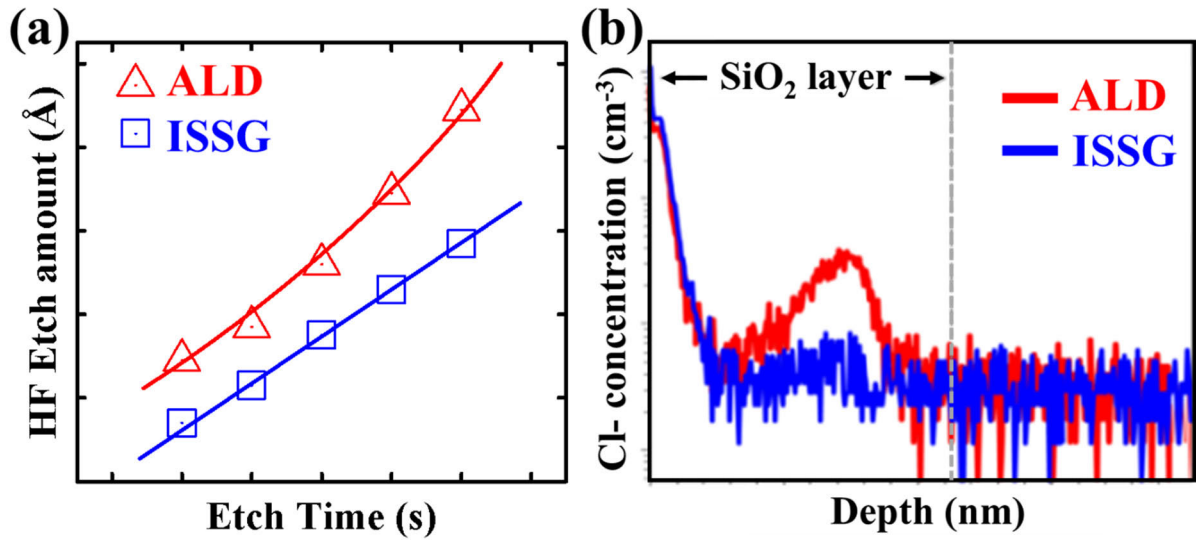 (a)
ALD
ISSG
HF Etch amount (Å)
Etch Time (s)
(b)
SiO₂ layer
ALD
ISSG
Cl- concentration (cm⁻³)
Depth (nm)